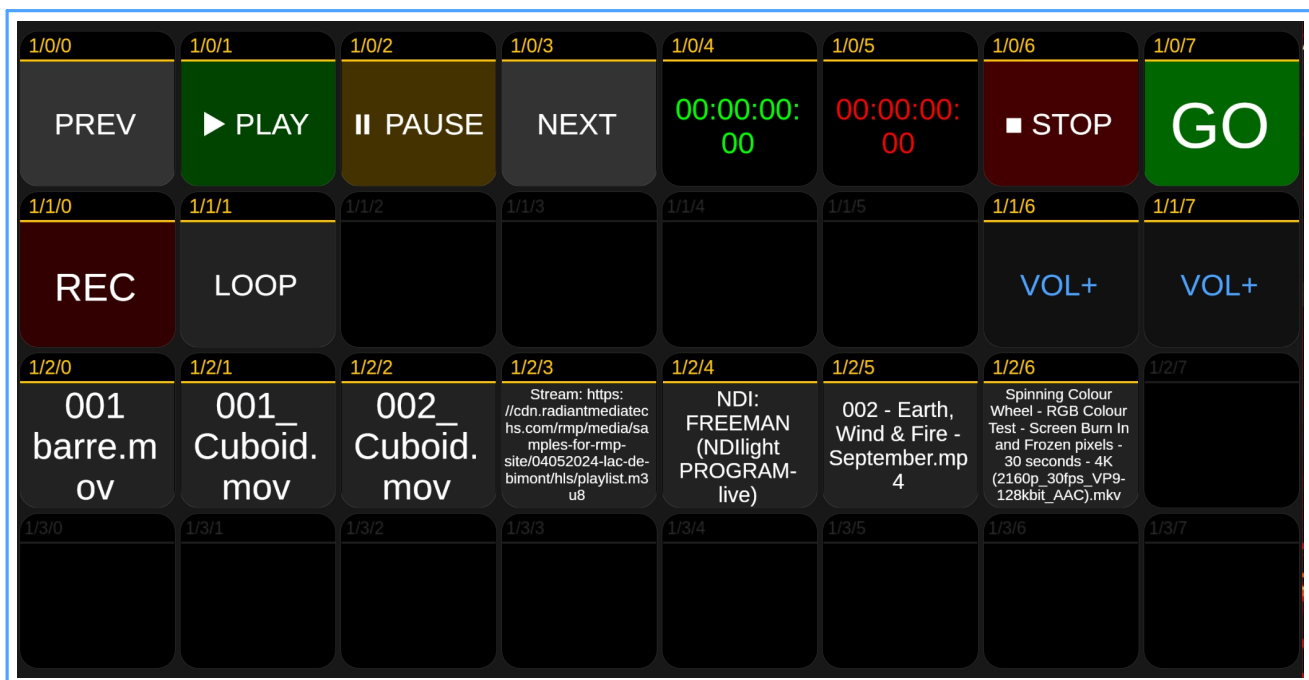 1/0/0 1/0/1 1/0/2 1/0/3 1/0/4 1/0/5 1/0/6 1/0/7
PREV
▶ PLAY
⏸ PAUSE
NEXT
00:00:00:
00
00:00:00:
00
■ STOP
GO
1/1/0 1/1/1 1/1/2 1/1/3 1/1/4 1/1/5 1/1/6 1/1/7
REC
LOOP
VOL+
VOL+
1/2/0 1/2/1 1/2/2 1/2/3 1/2/4 1/2/5 1/2/6 1/2/7
001
barre.m
ov
001_
Cuboid.
mov
002_
Cuboid.
mov
Stream: https:
//cdn.radiantmediatec
hs.com/rmp/media/sa
mples-for-rmp-
site/04052024-lac-de-
bimont/hls/playlist.m3
u8
NDI:
FREEMAN
(NDIlight
PROGRAM-
live)
002 - Earth,
Wind & Fire -
September.mp
4
Spinning Colour
Wheel - RGB Colour
Test - Screen Burn In
and Frozen pixels -
30 seconds - 4K
(2160p_30fps_VP9-
128kbit_AAC).mkv
1/3/0 1/3/1 1/3/2 1/3/3 1/3/4 1/3/5 1/3/6 1/3/7